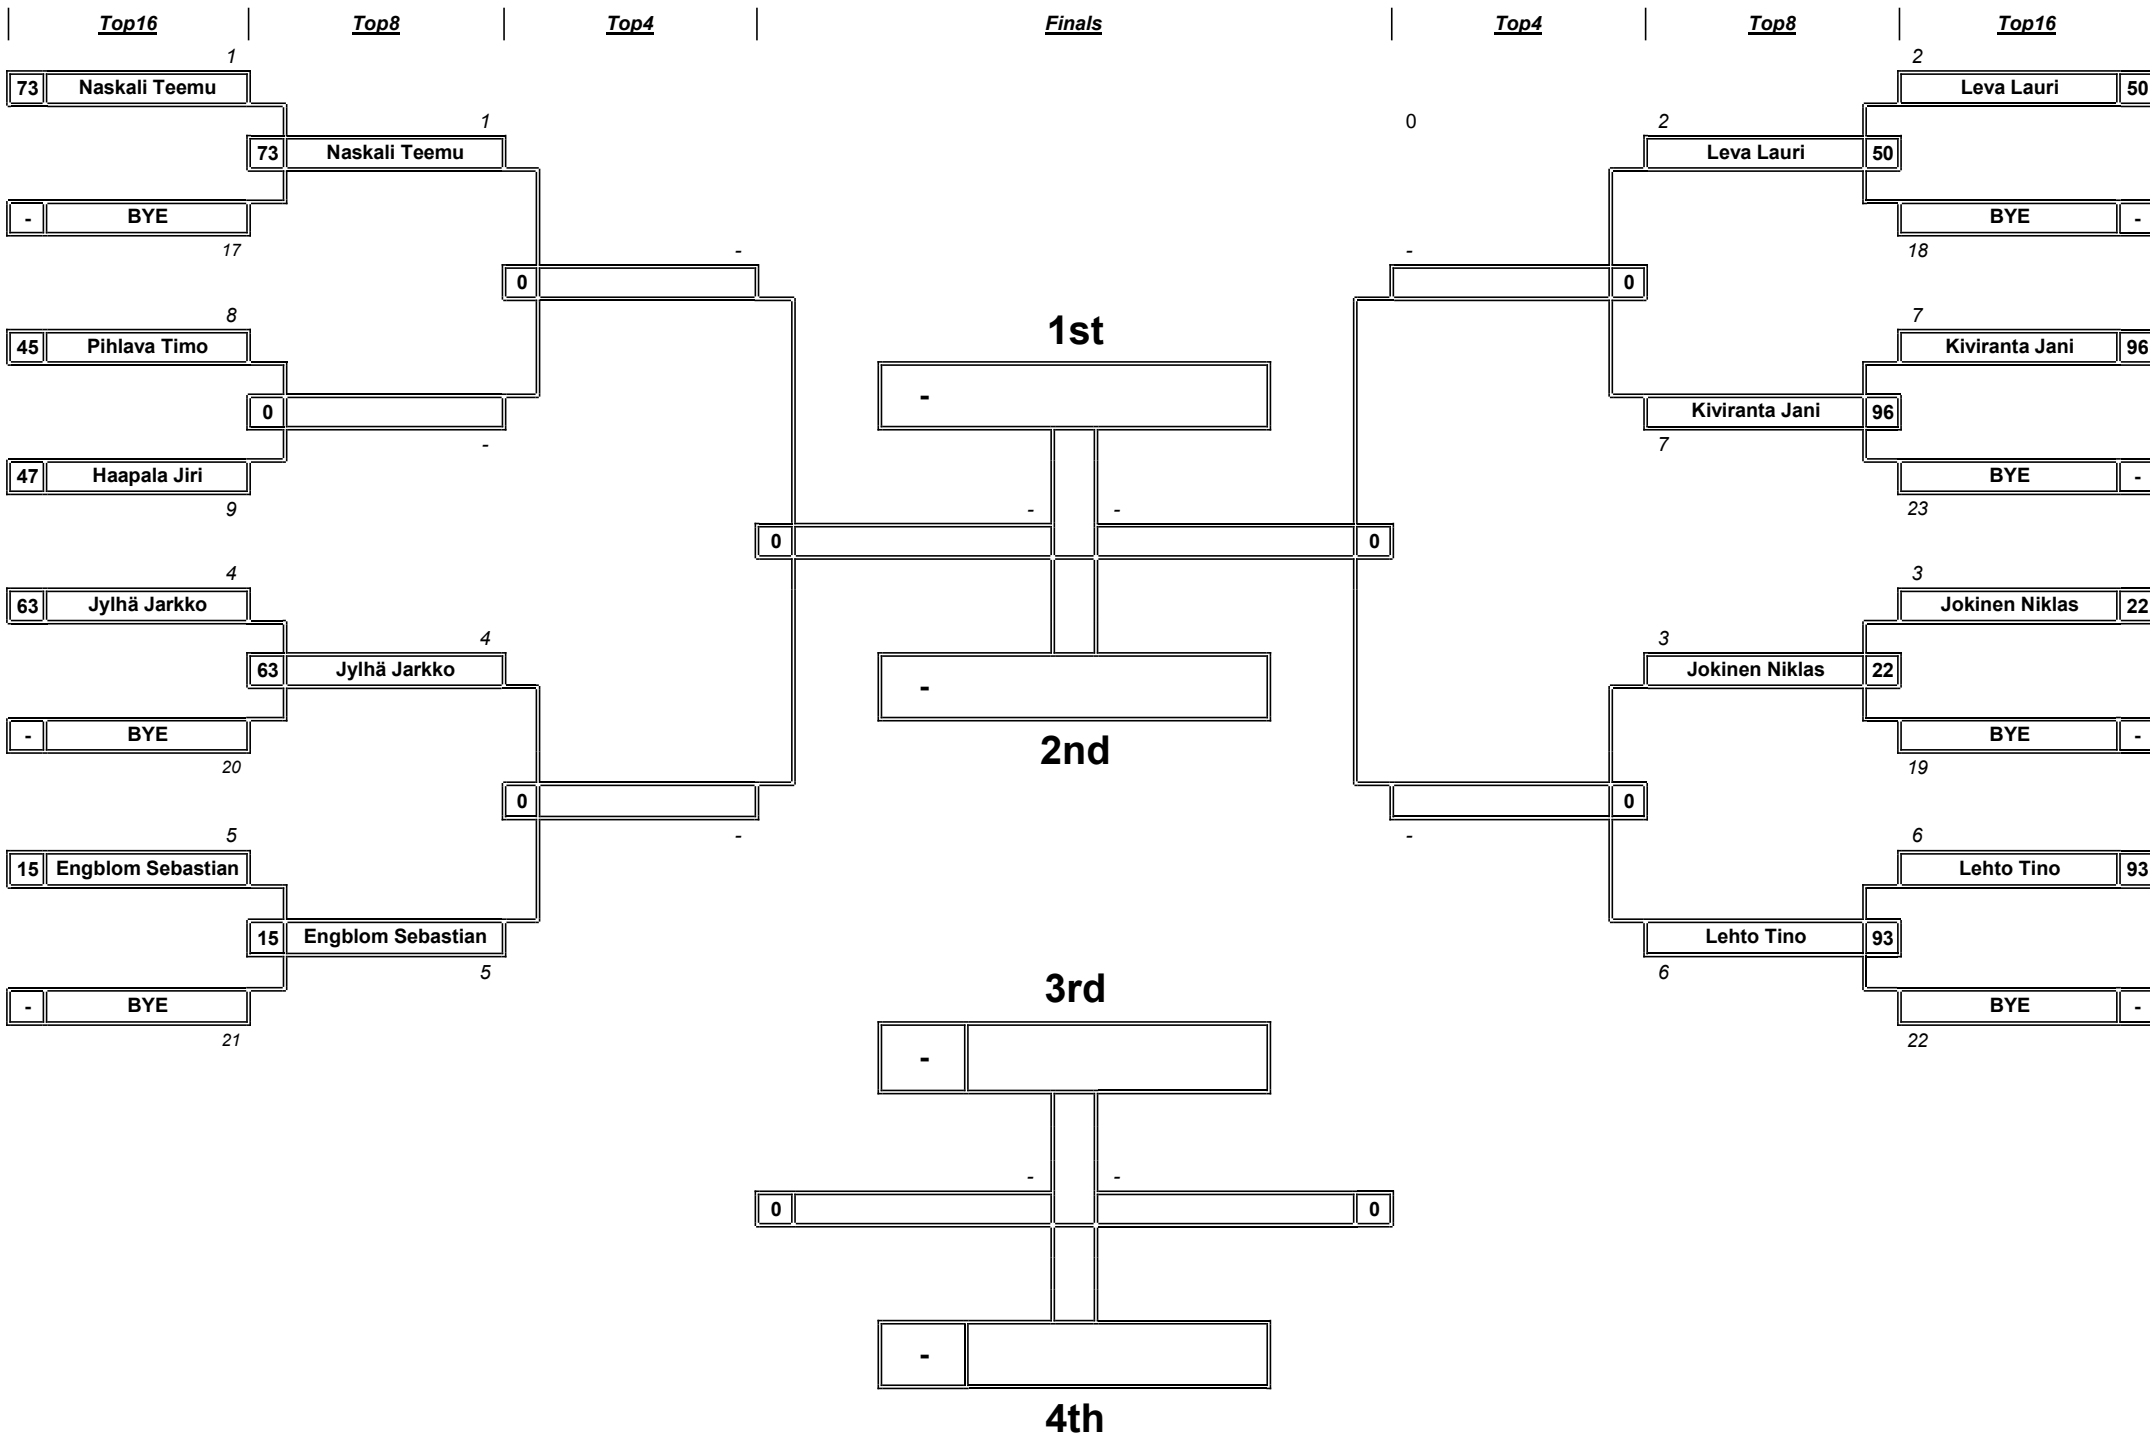 Top16 Top8 Top4 Finals Top4 Top8 Top16
1 2
73 Naskali Teemu Leva Lauri 50
1 0 2
73 Naskali Teemu Leva Lauri 50
- BYE BYE -
17 - - 18
0 0
8 1st 7
45 Pihlava Timo Kiviranta Jani 96
-
0 Kiviranta Jani 96
- 7
47 Haapala Jiri BYE -
9 - - 23
0 0
4 3
63 Jylhä Jarkko Jokinen Niklas 22
4 3
63 Jylhä Jarkko Jokinen Niklas 22
-
- BYE 2nd BYE -
20 19
0 0
5 - - 6
15 Engblom Sebastian Lehto Tino 93
15 Engblom Sebastian Lehto Tino 93
5 6
3rd
- BYE BYE -
21 22
-
- -
0 0
-
4th